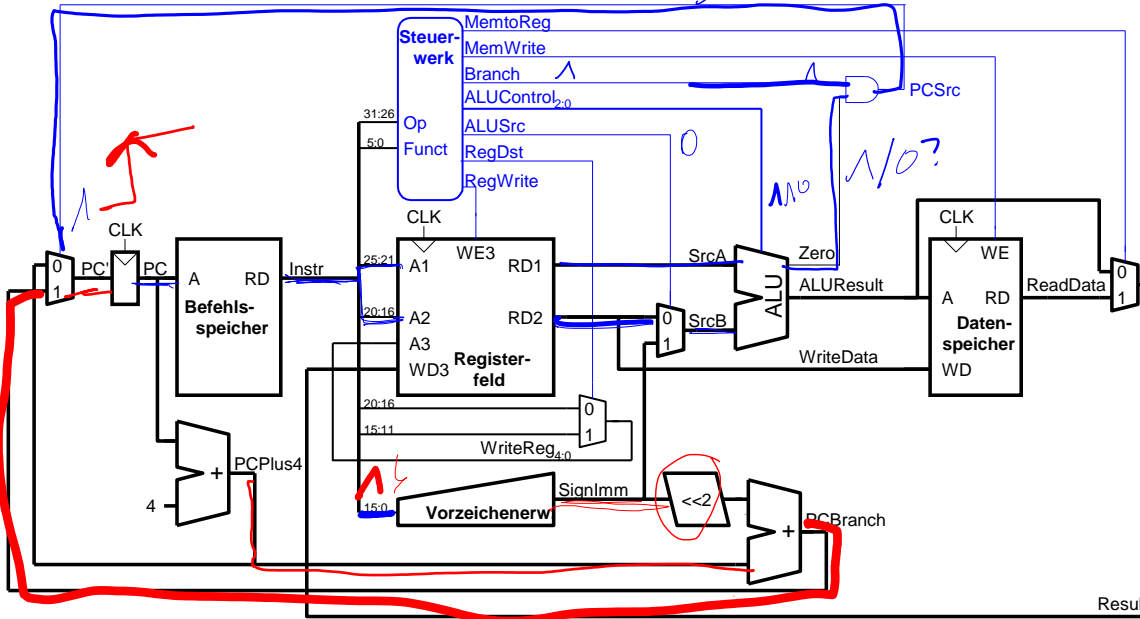 MemtoReg
Steuer-
werk
MemWrite
Branch
1
1
PCSrc
ALUControl2:0
31:26
Op
ALUSrc
0
5:0
Funct
RegDst
1/0?
RegWrite
110
1
CLK
CLK
CLK
0
1
PC'
PC
A
RD
Instr
25:21
A1
WE3
RD1
SrcA
Zero
WE
ALU
ALUResult
0
1
Befehls-
speicher
20:16
A2
RD2
0
1
SrcB
A
RD
ReadData
A3
WD3
Register-
feld
Daten-
speicher
WriteData
WD
20:16
0
15:11
1
WriteReg4:0
PCPlus4
+
4
15:0
Vorzeichenerw
SignImm
<<2
+
PCBranch
Resul